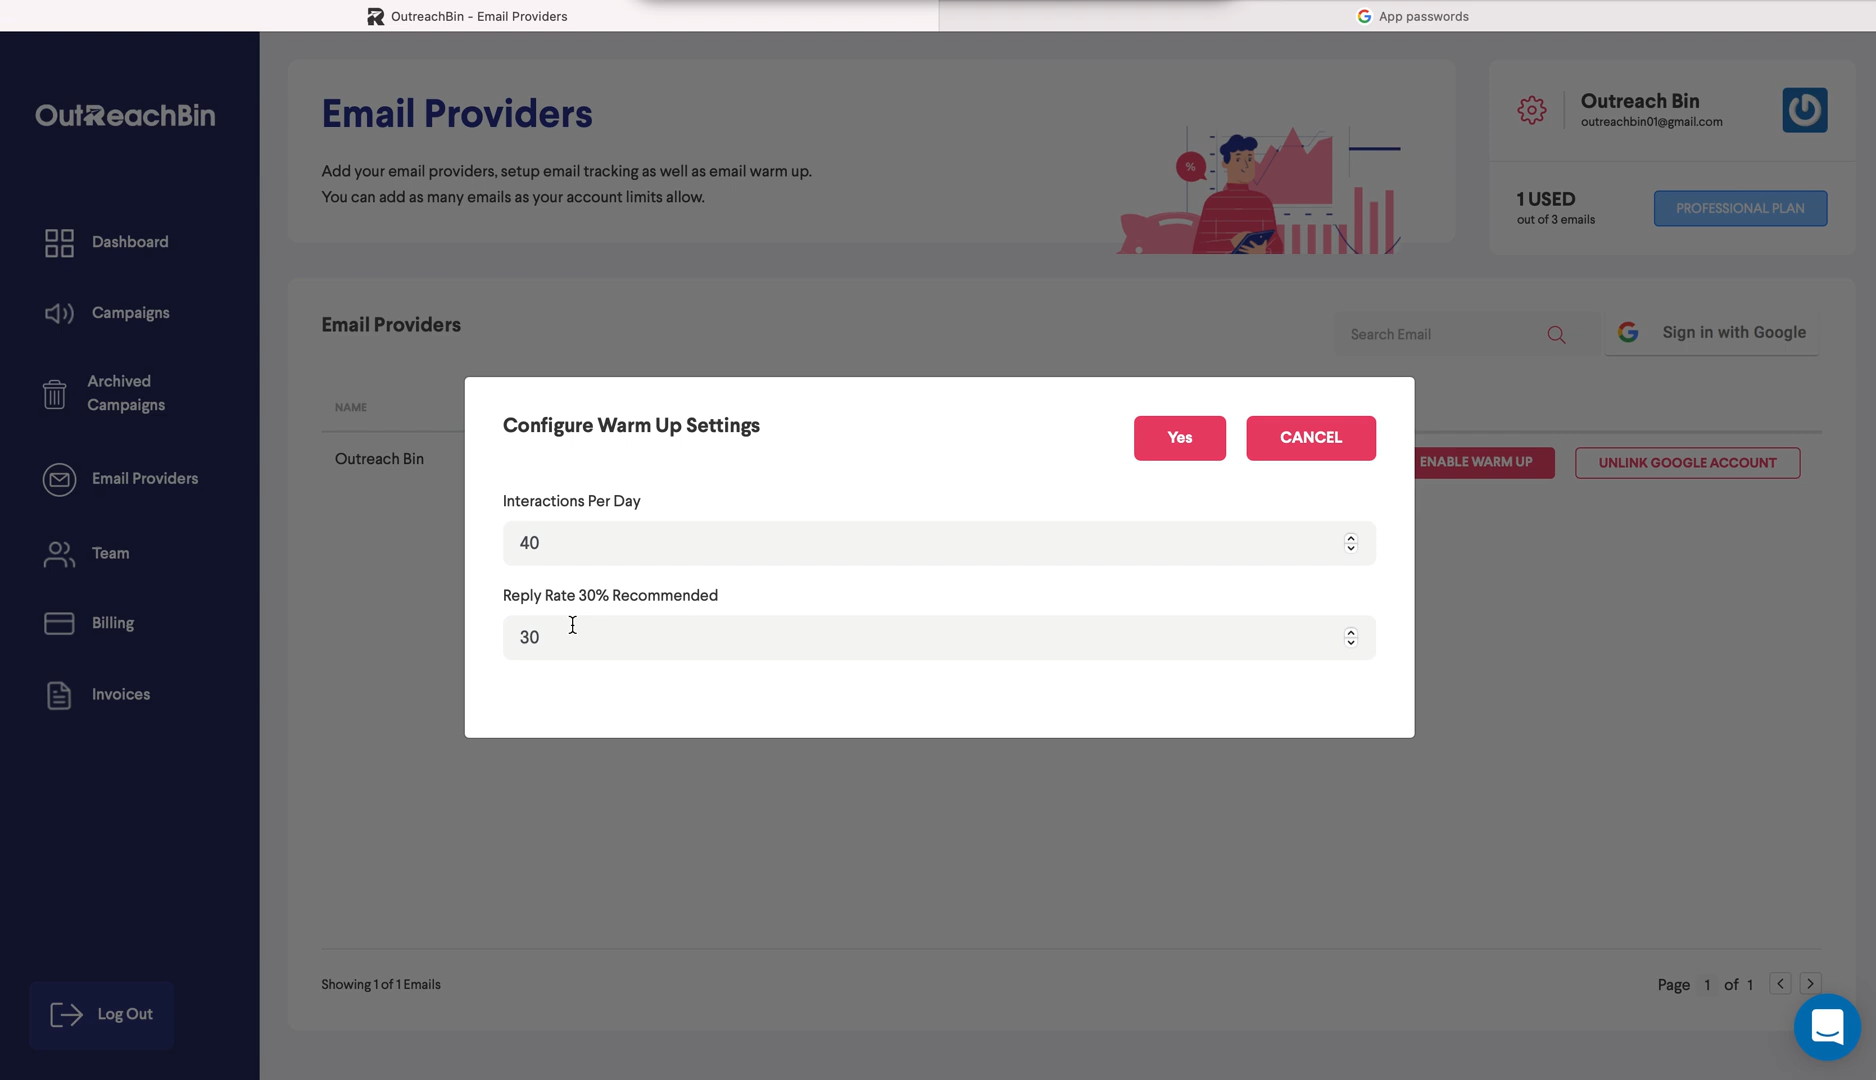 OutreachBin - Email Providers
App passwords
OutReachBin
Dashboard
Campaigns
Archived
Campaigns
Email Providers
Team
Billing
Invoices
Log Out
Email Providers
Add your email providers, setup email tracking as well as email warm up.
You can add as many emails as your account limits allow.
%
Outreach Bin
outreachbin01@gmail.com
1 USED
out of 3 emails
PROFESSIONAL PLAN
Email Providers
Search Email
Sign in with Google
NAME
Outreach Bin
ENABLE WARM UP
UNLINK GOOGLE ACCOUNT
Configure Warm Up Settings
Yes
CANCEL
Interactions Per Day
40
Reply Rate 30% Recommended
30
Showing 1 of 1 Emails
Page 1 of 1